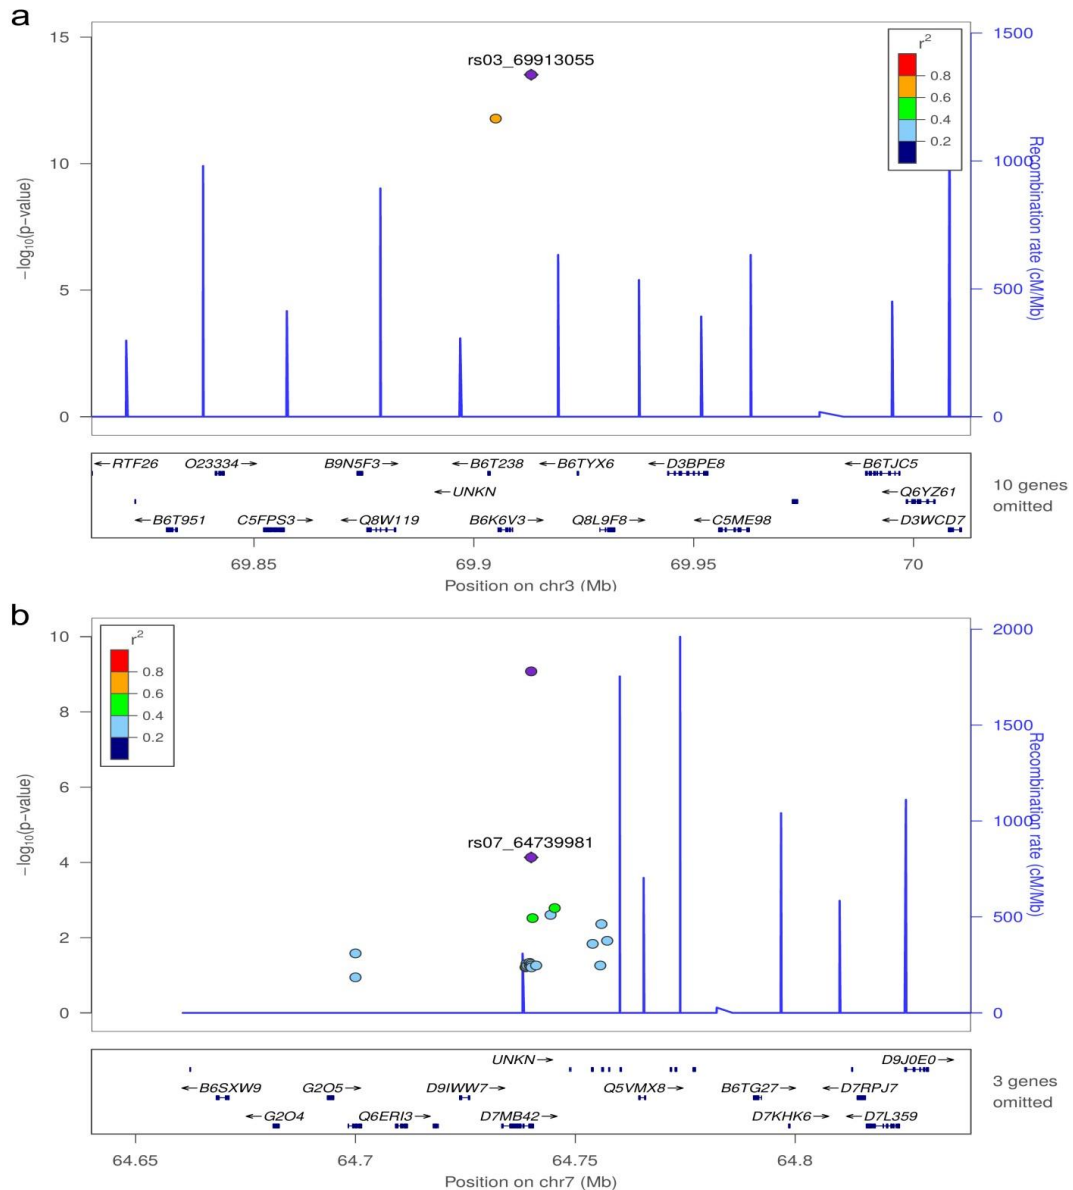 a
15
10
5
0
−log10(p−value)
rs03_69913055
r2
0.8
0.6
0.4
0.2
1500
1000
500
0
Recombination rate (cM/Mb)
←RTF26 O23334→ B9N5F3→ ←B6T238 ←B6TYX6 ←D3BPE8 ←B6TJC5
←UNKN ←Q6YZ61
←B6T951 C5FPS3→ ←Q8W119 B6K6V3→ Q8L9F8→ ←C5ME98 ←D3WCD7
10 genes
omitted
69.85 69.9 69.95 70
Position on chr3 (Mb)
b
10
8
6
4
2
0
−log10(p−value)
r2
0.8
0.6
0.4
0.2
rs07_64739981
2000
1500
1000
500
0
Recombination rate (cM/Mb)
UNKN→ D9J0E0→
←B6SXW9 G2O5→ D9IWW7→ Q5VMX8→ B6TG27→ ←D7RPJ7
←G2O4 Q6ERI3→ D7MB42→ D7KHK6→ ←D7L359
3 genes
omitted
64.65 64.7 64.75 64.8
Position on chr7 (Mb)